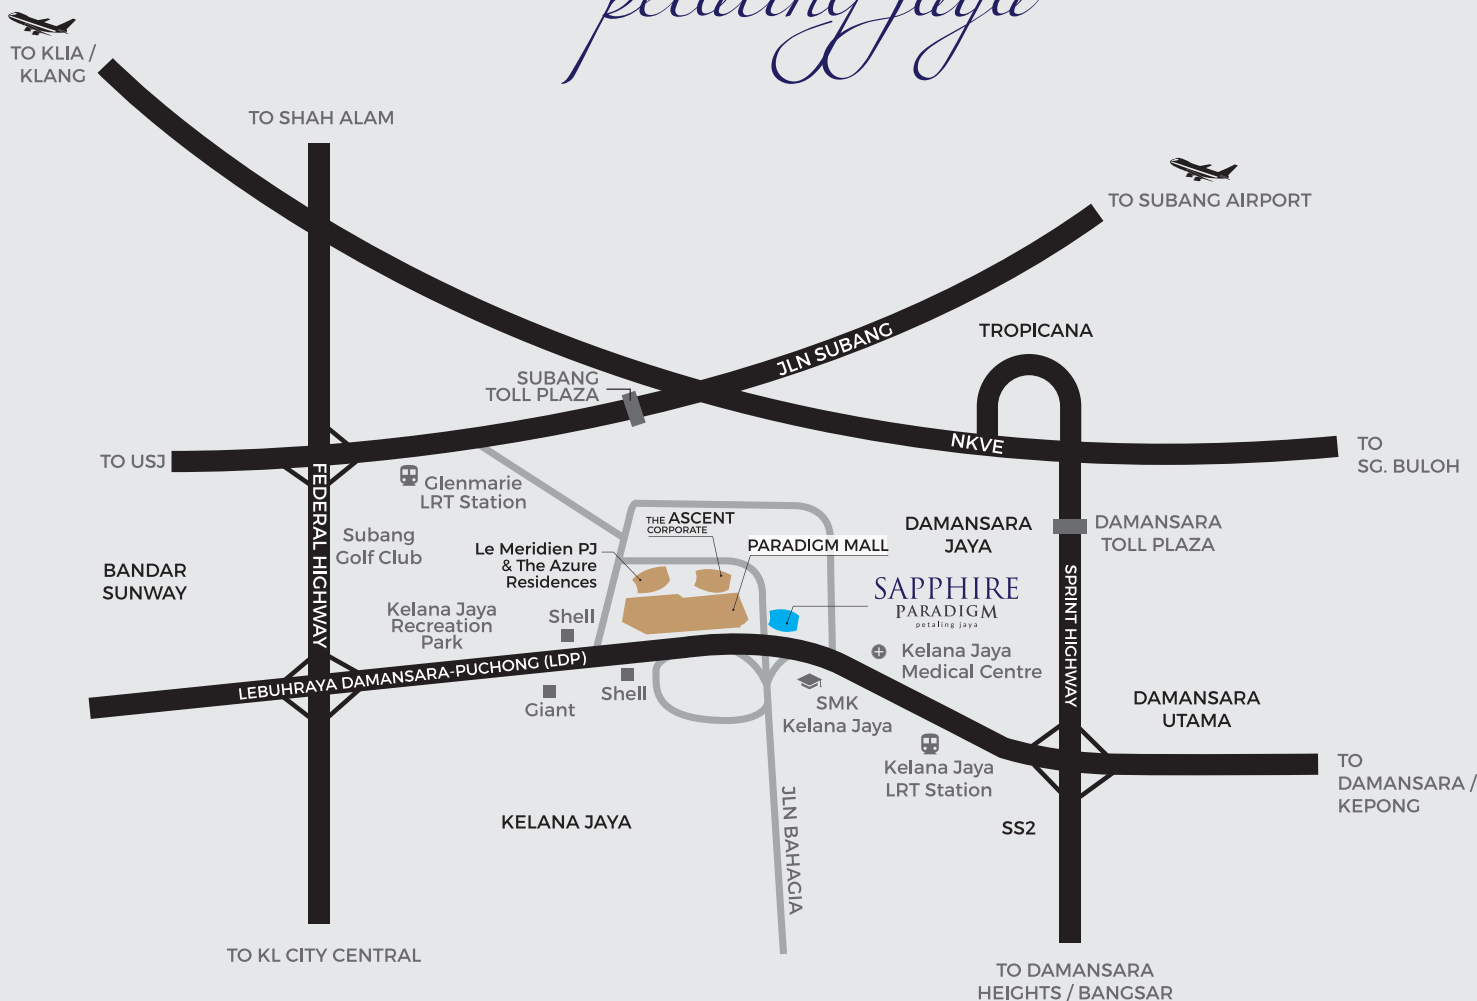 petaling jaya
TO KLIA /
KLANG
TO SHAH ALAM
TO SUBANG AIRPORT
TROPICANA
JLN SUBANG
SUBANG
TOLL PLAZA
NKVE
TO
SG. BULOH
TO USJ
FEDERAL HIGHWAY
Glenmarie
LRT Station
Subang
Golf Club
THE ASCENT
CORPORATE
PARADIGM MALL
Le Meridien PJ
& The Azure
Residences
DAMANSARA
JAYA
DAMANSARA
TOLL PLAZA
BANDAR
SUNWAY
SAPPHIRE
PARADIGM
petaling jaya
SPRINT HIGHWAY
Kelana Jaya
Recreation
Park
Shell
Kelana Jaya
Medical Centre
LEBUHRAYA DAMANSARA-PUCHONG (LDP)
Shell
Giant
SMK
Kelana Jaya
DAMANSARA
UTAMA
Kelana Jaya
LRT Station
TO
DAMANSARA /
KEPONG
JLN BAHAGIA
KELANA JAYA
SS2
TO KL CITY CENTRAL
TO DAMANSARA
HEIGHTS / BANGSAR